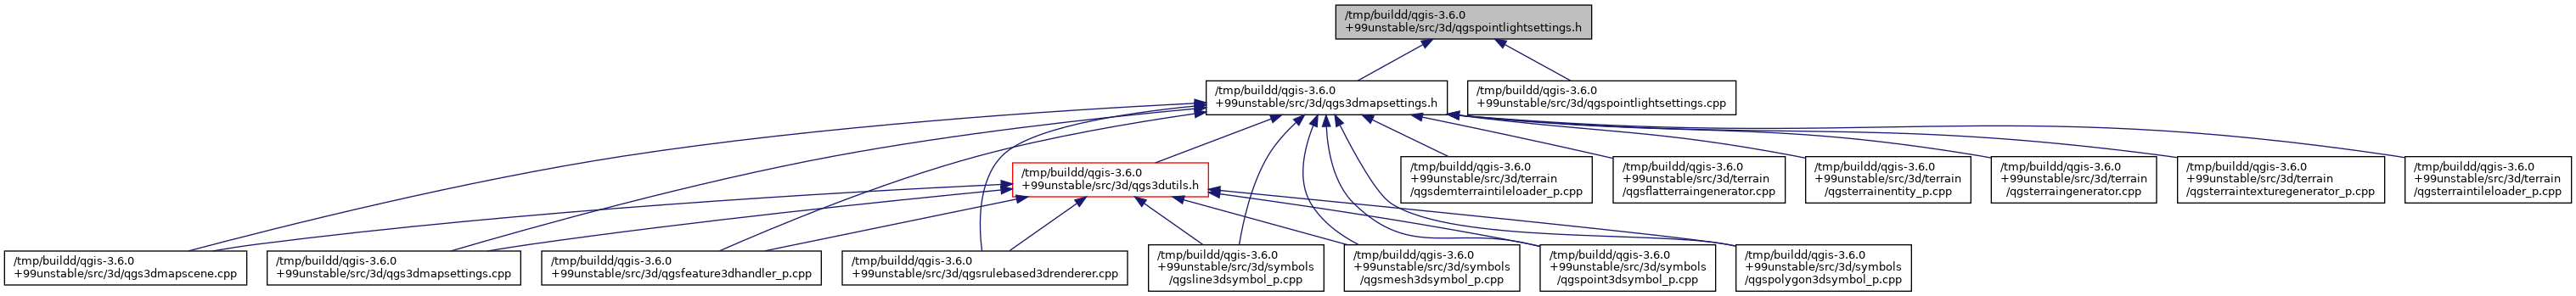 /tmp/buildd/qgis-3.6.0
+99unstable/src/3d/qgspointlightsettings.h
/tmp/buildd/qgis-3.6.0
+99unstable/src/3d/qgs3dmapsettings.h
/tmp/buildd/qgis-3.6.0
+99unstable/src/3d/qgspointlightsettings.cpp
/tmp/buildd/qgis-3.6.0
+99unstable/src/3d/qgs3dutils.h
/tmp/buildd/qgis-3.6.0
+99unstable/src/3d/terrain
/qgsdemterraintileloader_p.cpp
/tmp/buildd/qgis-3.6.0
+99unstable/src/3d/terrain
/qgsflatterraingenerator.cpp
/tmp/buildd/qgis-3.6.0
+99unstable/src/3d/terrain
/qgsterrainentity_p.cpp
/tmp/buildd/qgis-3.6.0
+99unstable/src/3d/terrain
/qgsterraingenerator.cpp
/tmp/buildd/qgis-3.6.0
+99unstable/src/3d/terrain
/qgsterraintexturegenerator_p.cpp
/tmp/buildd/qgis-3.6.0
+99unstable/src/3d/terrain
/qgsterraintileloader_p.cpp
/tmp/buildd/qgis-3.6.0
+99unstable/src/3d/qgs3dmapscene.cpp
/tmp/buildd/qgis-3.6.0
+99unstable/src/3d/qgs3dmapsettings.cpp
/tmp/buildd/qgis-3.6.0
+99unstable/src/3d/qgsfeature3dhandler_p.cpp
/tmp/buildd/qgis-3.6.0
+99unstable/src/3d/qgsrulebased3drenderer.cpp
/tmp/buildd/qgis-3.6.0
+99unstable/src/3d/symbols
/qgsline3dsymbol_p.cpp
/tmp/buildd/qgis-3.6.0
+99unstable/src/3d/symbols
/qgsmesh3dsymbol_p.cpp
/tmp/buildd/qgis-3.6.0
+99unstable/src/3d/symbols
/qgspoint3dsymbol_p.cpp
/tmp/buildd/qgis-3.6.0
+99unstable/src/3d/symbols
/qgspolygon3dsymbol_p.cpp